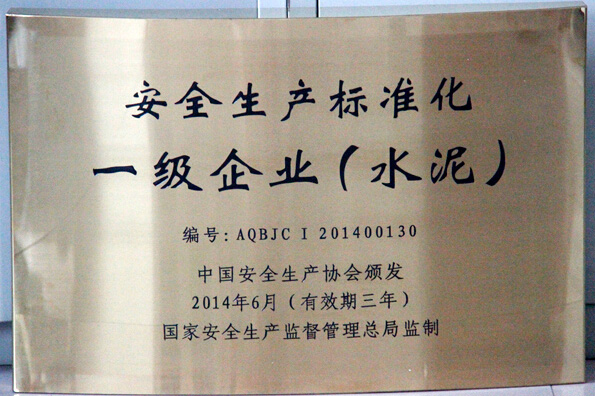 安全生产标准化
一级企业(水泥)
编号: AQBJC I 201400130
中国安全生产协会颁发
2014年6月(有效期三年)
国家安全生产监督管理总局监制